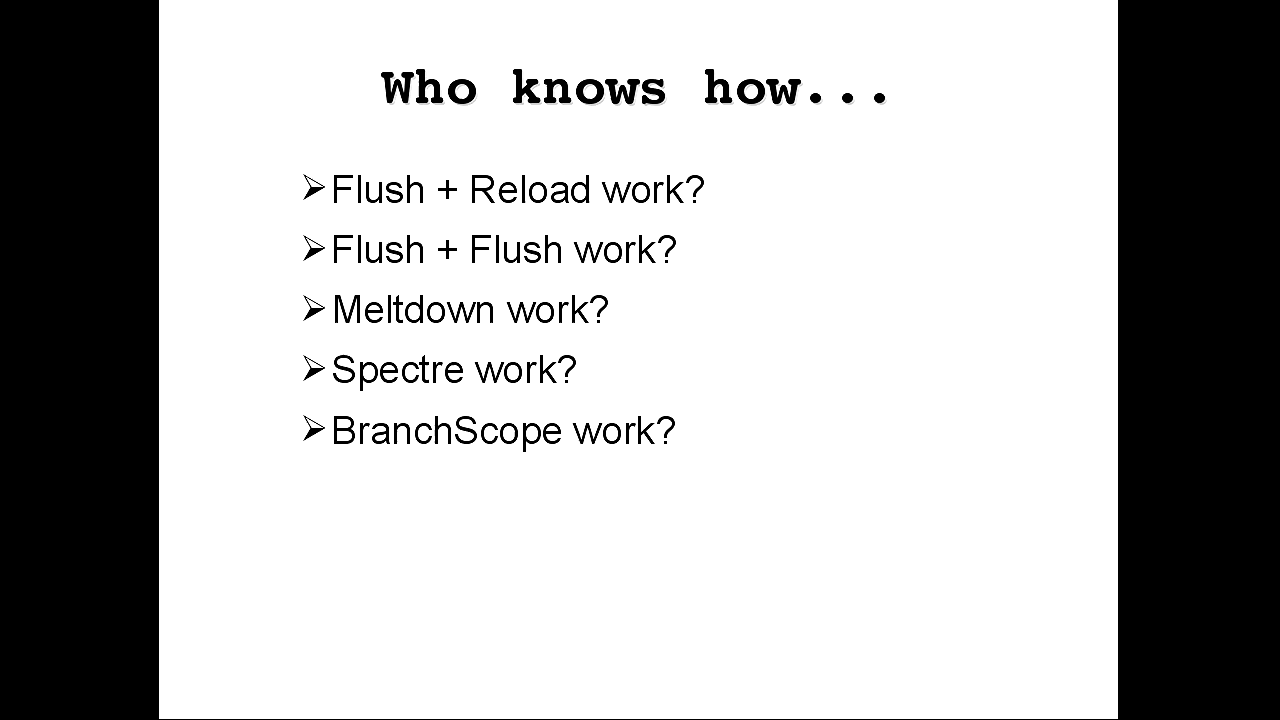 Who knows how...
➢Flush + Reload work?
➢Flush + Flush work?
➢Meltdown work?
➢Spectre work?
➢BranchScope work?